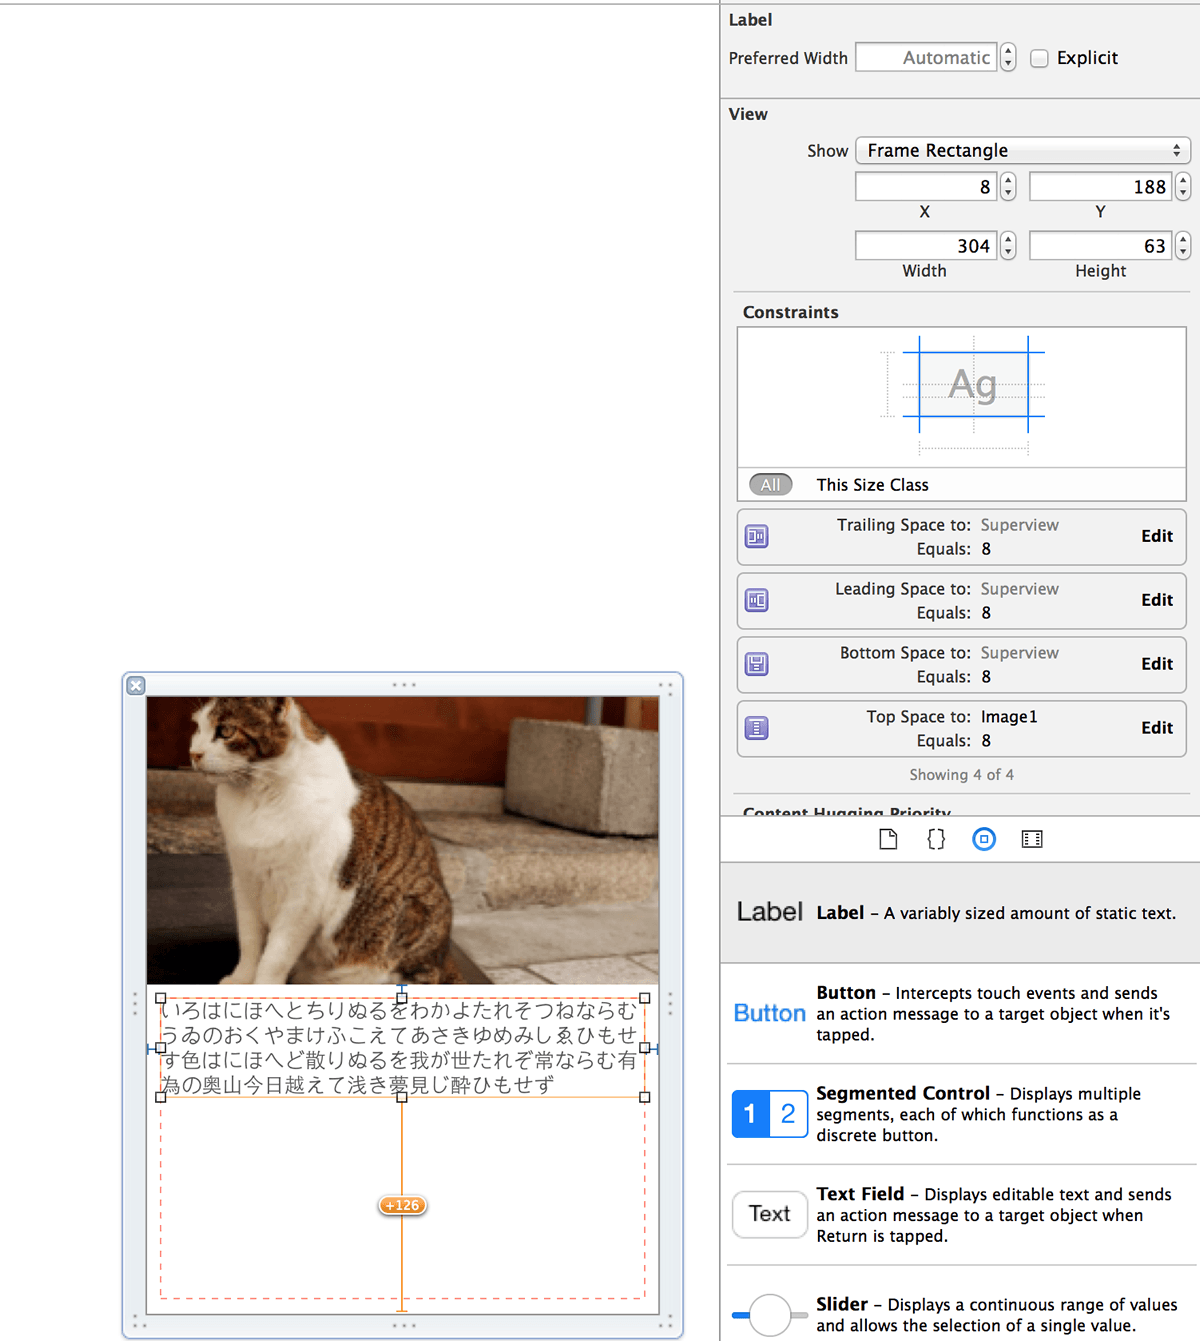 Label
Preferred Width Automatic Explicit
View
Show Frame Rectangle
8 188
X Y
304 63
Width Height
Constraints
Ag
All This Size Class
Trailing Space to: Superview
Equals: 8
Edit
Leading Space to: Superview
Equals: 8
Edit
Bottom Space to: Superview
Equals: 8
Edit
Top Space to: Image1
Equals: 8
Edit
Showing 4 of 4
Content Hugging Priority
Label Label – A variably sized amount of static text.
Button Button – Intercepts touch events and sends
an action message to a target object when it's
tapped.
1 2 Segmented Control – Displays multiple
segments, each of which functions as a
discrete button.
Text Text Field – Displays editable text and sends
an action message to a target object when
Return is tapped.
Slider – Displays a continuous range of values
and allows the selection of a single value.
いろはにほへとちりぬるをわかよたれそつねならむ
うゐのおくやまけふこえてあさきゆめみしゑひもせ
す色はにほへど散りぬるを我が世たれぞ常ならむ有
為の奥山今日越えて浅き夢見じ酔ひもせず
+126